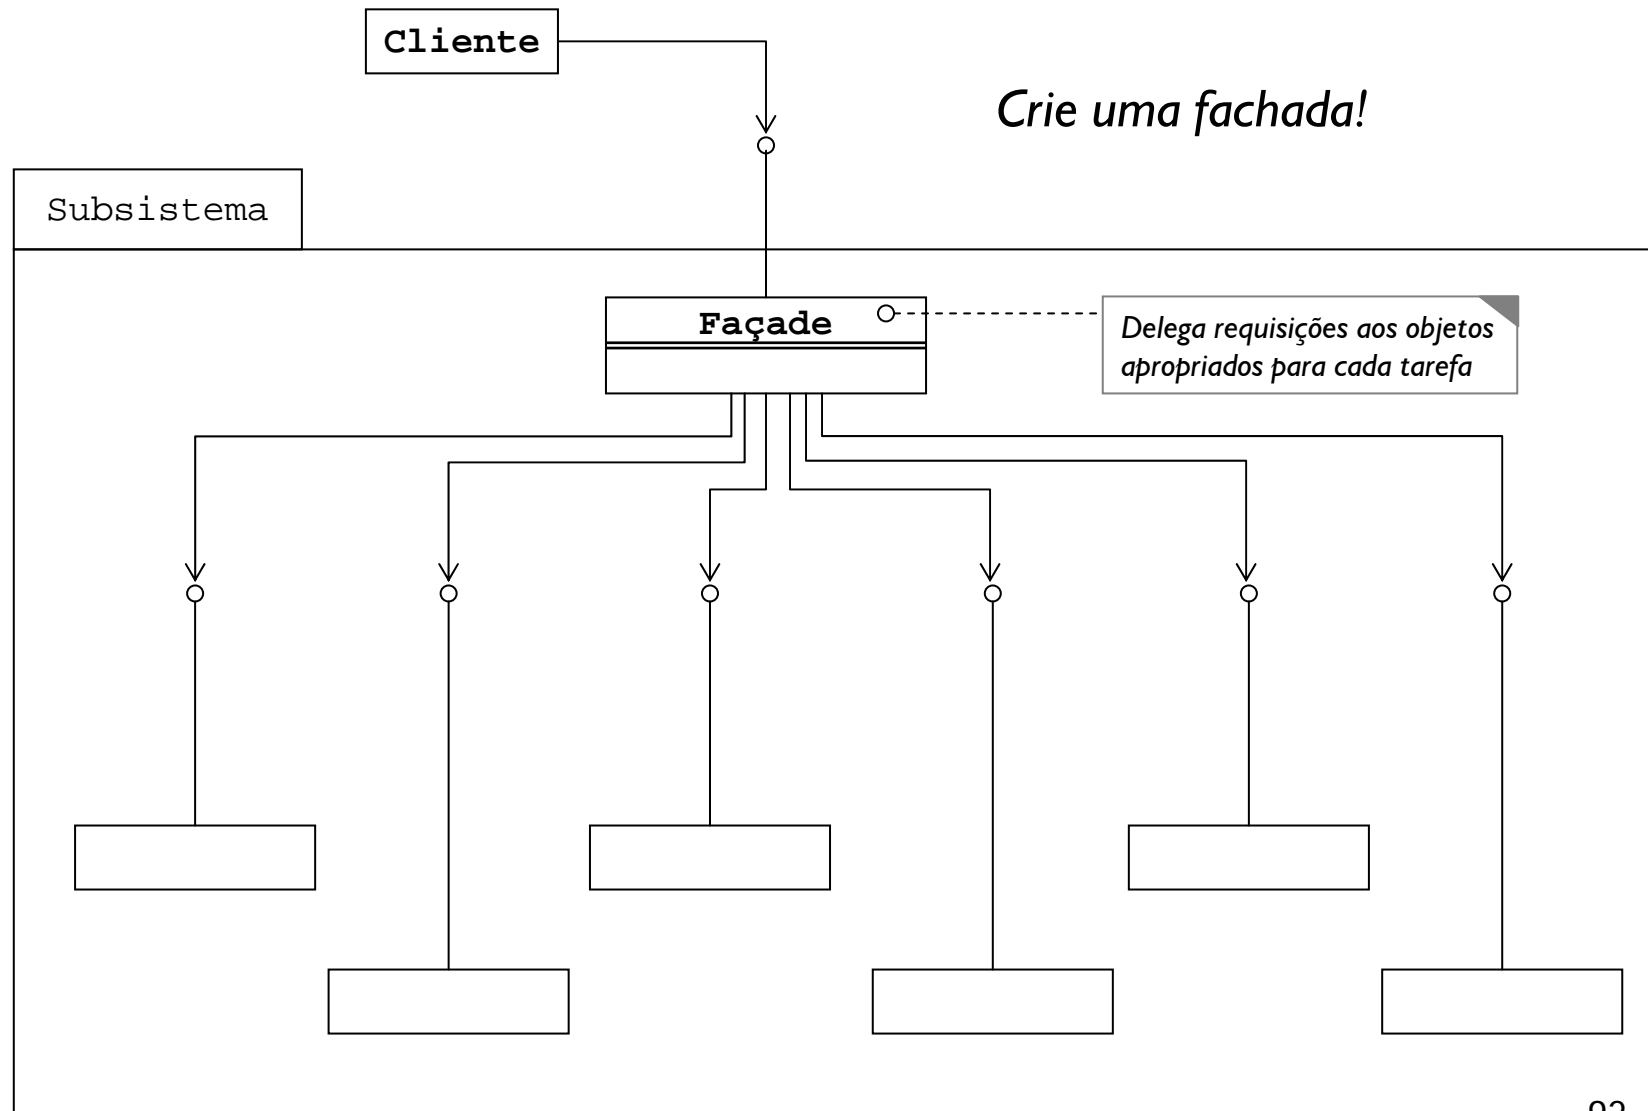 Cliente
Crie uma fachada!
Subsistema
Façade
Delega requisições aos objetos
apropriados para cada tarefa